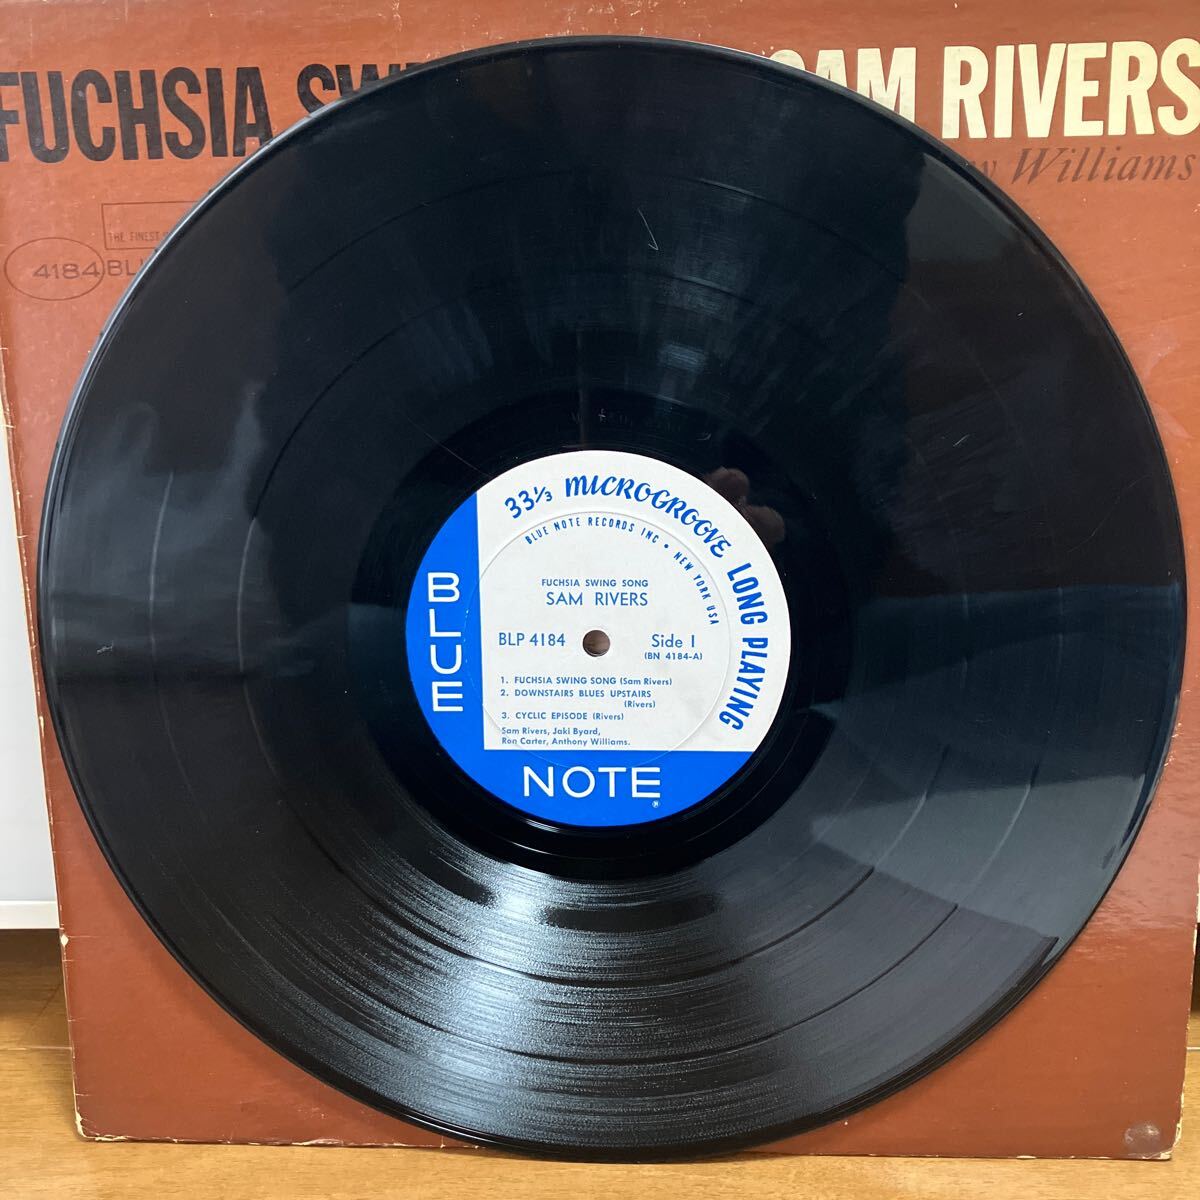 FUCHSIA
SAM RIVERS
Williams
THE FINEST
4184 BL
33 1/3 MICROGROOVE LONG PLAYING
BLUE NOTE RECORDS INC • NEW YORK USA
FUCHSIA SWING SONG
SAM RIVERS
BLP 4184
Side 1
(BN 4184-A)
1. FUCHSIA SWING SONG (Sam Rivers)
2. DOWNSTAIRS BLUES UPSTAIRS
(Rivers)
3. CYCLIC EPISODE (Rivers)
Sam Rivers, Jaki Byard,
Ron Carter, Anthony Williams.
BLUE
NOTE
®